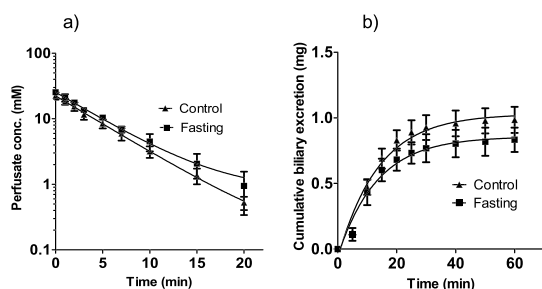 a)
Perfusate conc. (mM)
100
10
1
0.1
Control
Fasting
0 5 10 15 20
Time (min)
b)
Cumulative biliary excretion (mg)
1.5
1.0
0.5
0.0
Control
Fasting
0 20 40 60
Time (min)